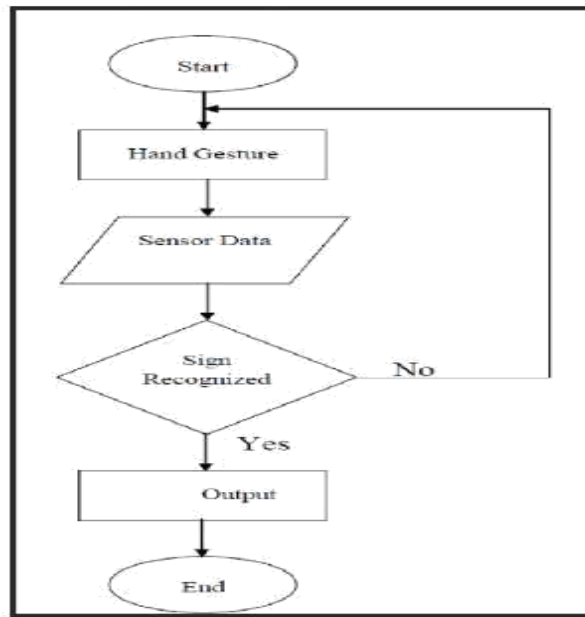 Start
Hand Gesture
Sensor Data
Sign
Recognized
No
Yes
Output
End